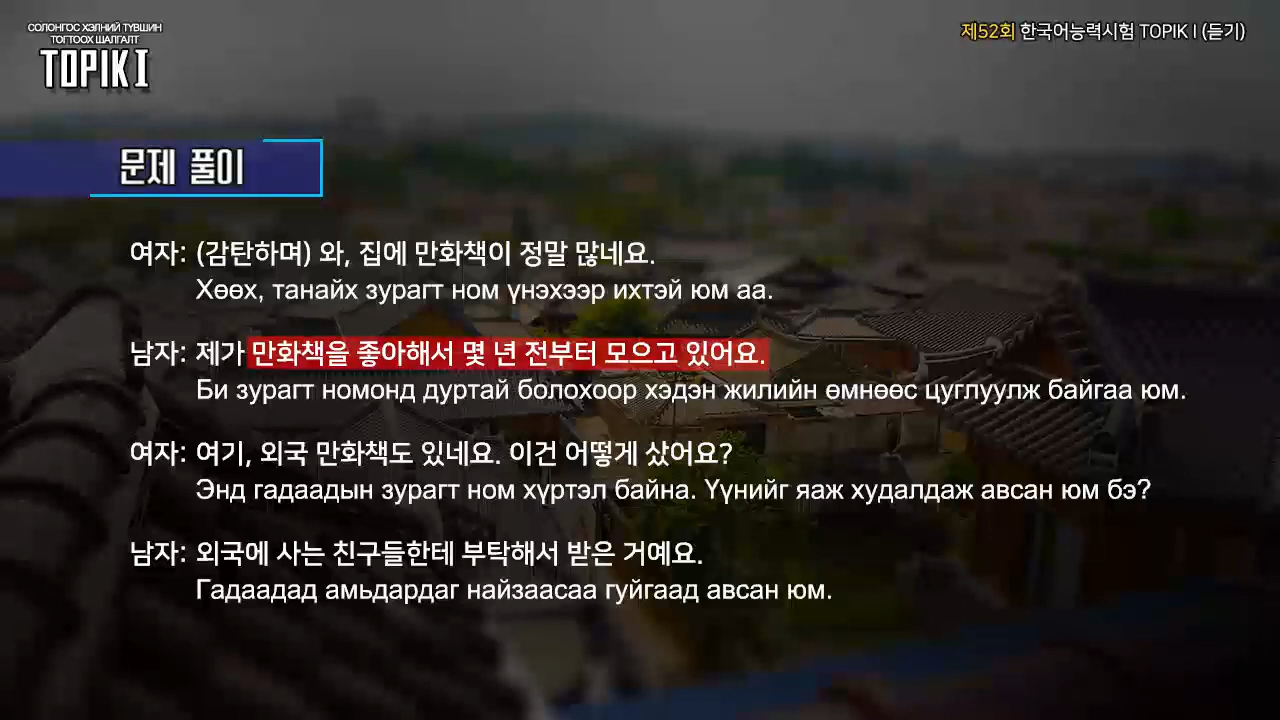 СОЛОНГОС ХЭЛНИЙ ТҮВШИН
ТОГТООХ ШАЛГАЛТ
TOPIK I
제52회 한국어능력시험 TOPIK I (듣기)
문제 풀이
여자: (감탄하며) 와, 집에 만화책이 정말 많네요.
Хөөх, танайх зурагт ном үнэхээр ихтэй юм аа.
남자: 제가 만화책을 좋아해서 몇 년 전부터 모으고 있어요.
Би зурагт номонд дуртай болохоор хэдэн жилийн өмнөөс цуглуулж байгаа юм.
여자: 여기, 외국 만화책도 있네요. 이건 어떻게 샀어요?
Энд гадаадын зурагт ном хүртэл байна. Үүнийг яаж худалдаж авсан юм бэ?
남자: 외국에 사는 친구들한테 부탁해서 받은 거예요.
Гадаадад амьдардаг найзаасаа гуйгаад авсан юм.